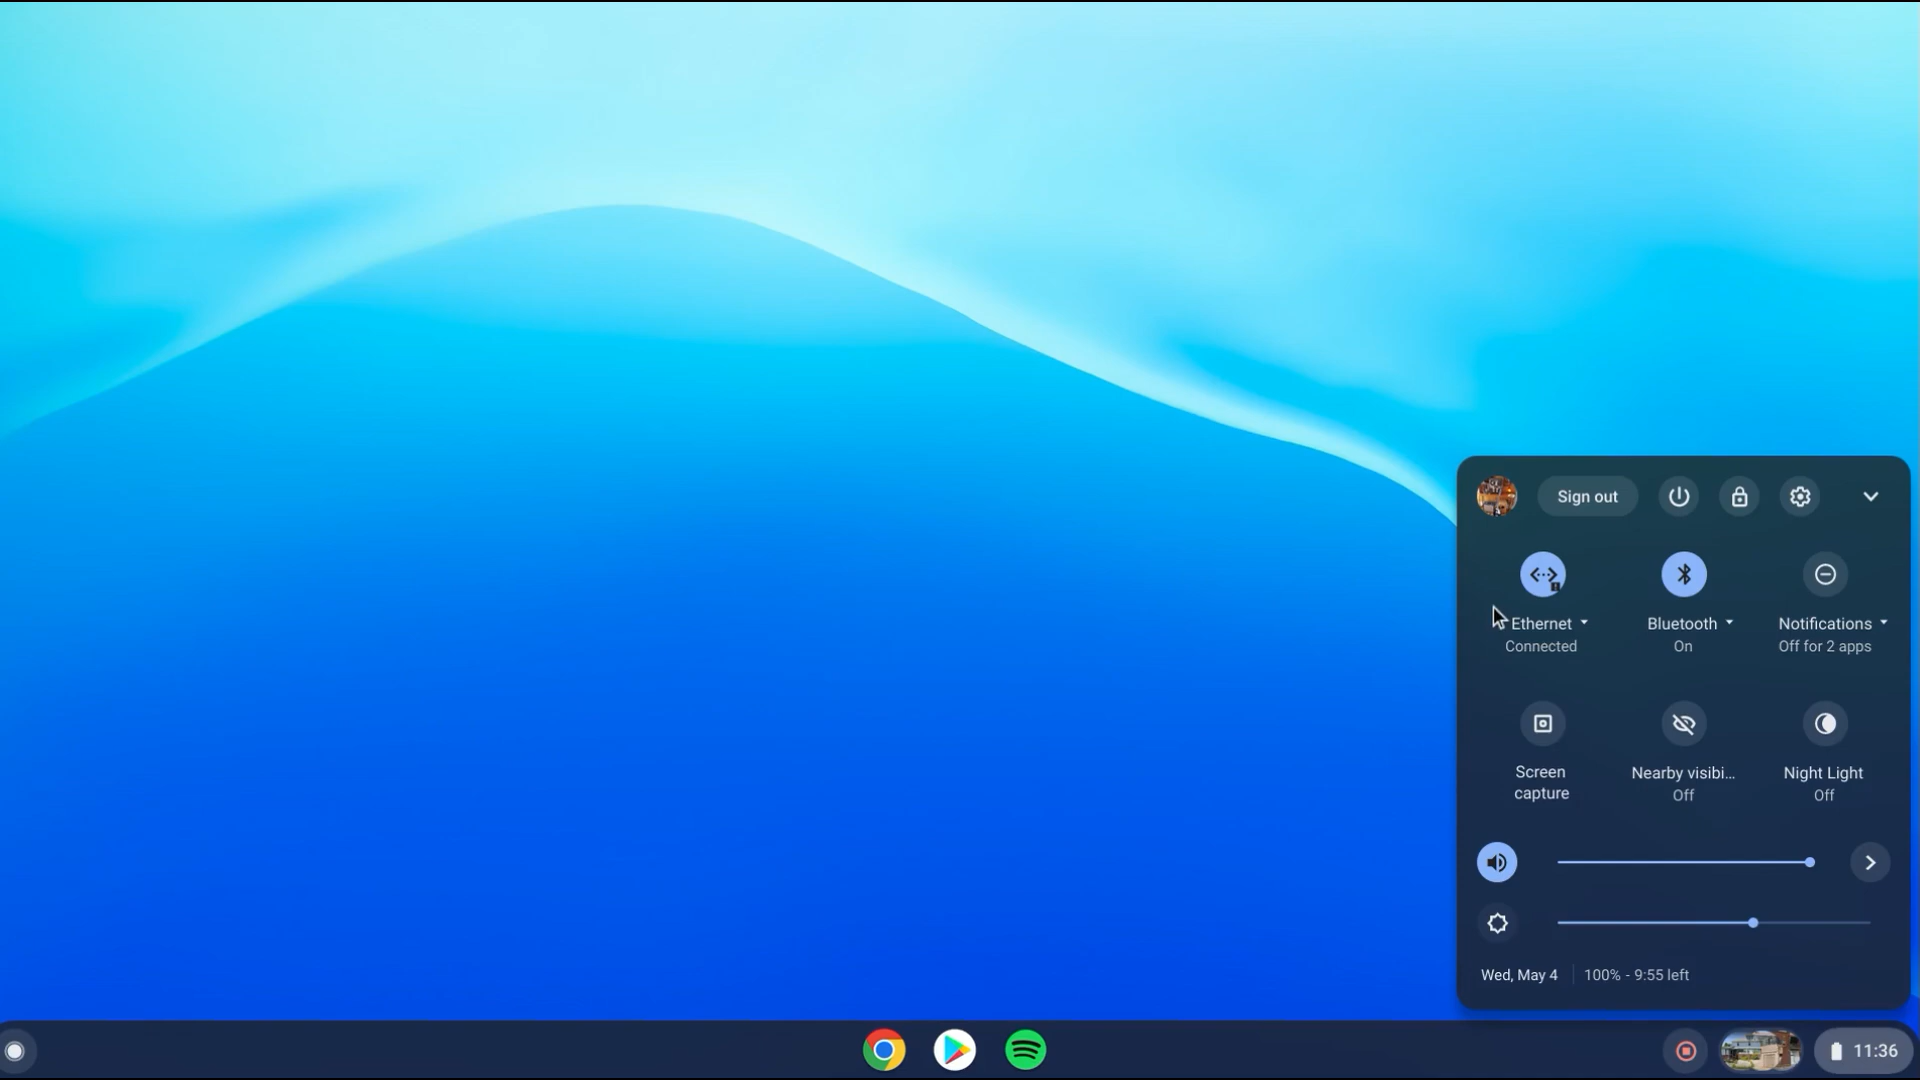 Sign out
Ethernet
Connected
Bluetooth
On
Notifications
Off for 2 apps
Screen
capture
Nearby visibi...
Off
Night Light
Off
Wed, May 4
100% - 9:55 left
11:36